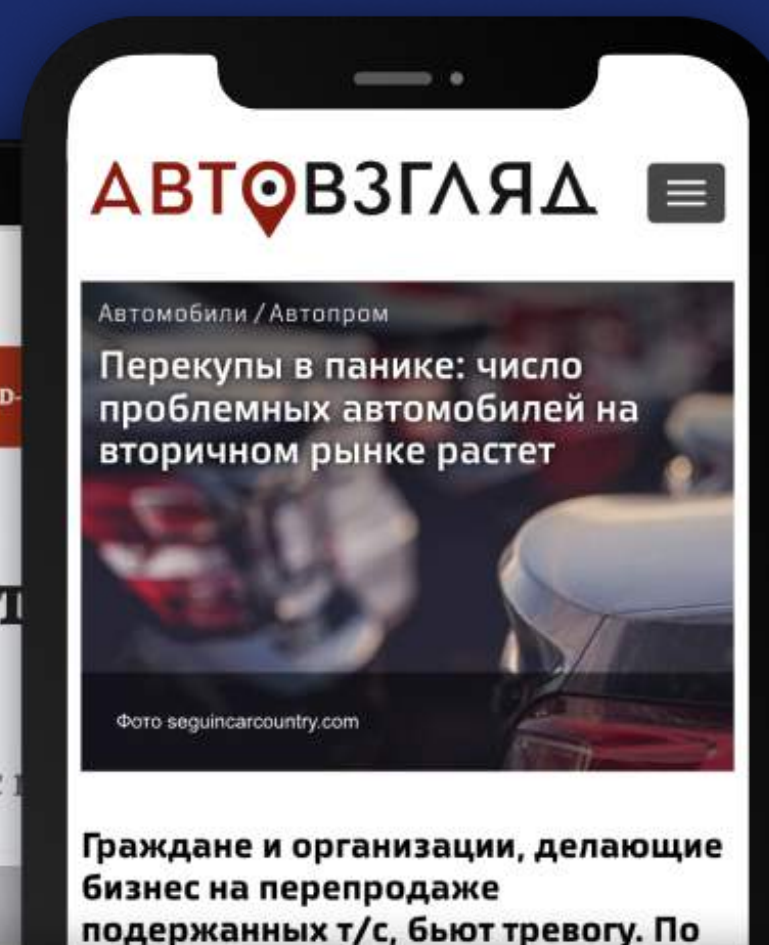 АВТОВЗГЛЯД
Автомобили / Автопром
Перекупы в панике: число
проблемных автомобилей на
вторичном рынке растет
Фото seguincarcountry.com
Граждане и организации, делающие
бизнес на перепродаже
подержанных т/с, бьют тревогу. По